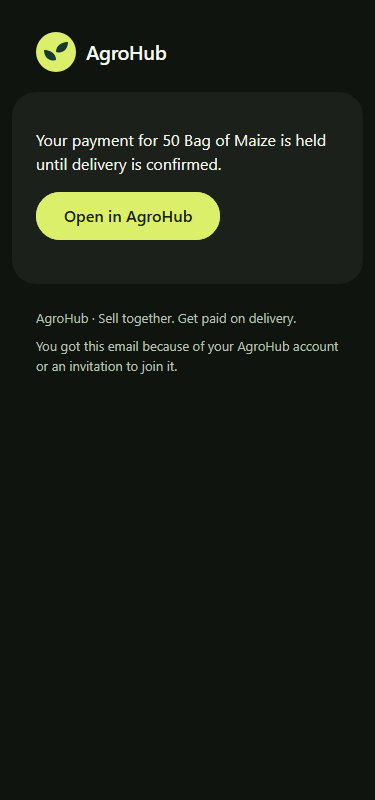 AgroHub
Your payment for 50 Bag of Maize is held
until delivery is confirmed.
Open in AgroHub
AgroHub · Sell together. Get paid on delivery.
You got this email because of your AgroHub account
or an invitation to join it.